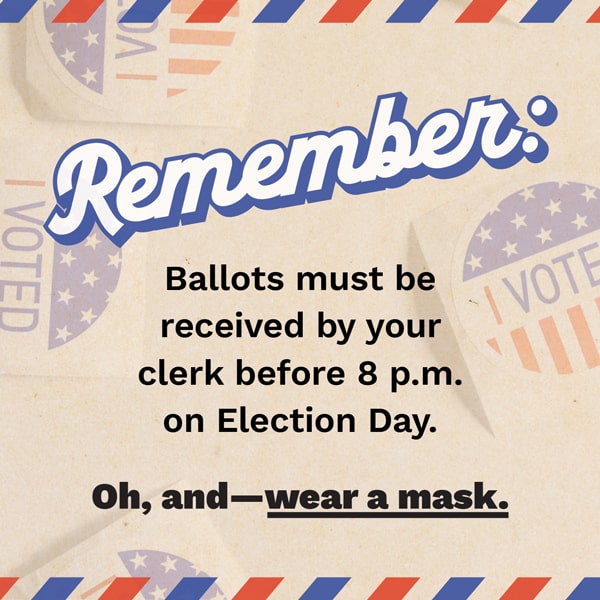 I VO
Remember:
I VOTED
I VOTE
Ballots must be
received by your
clerk before 8 p.m.
on Election Day.
Oh, and—wear a mask.